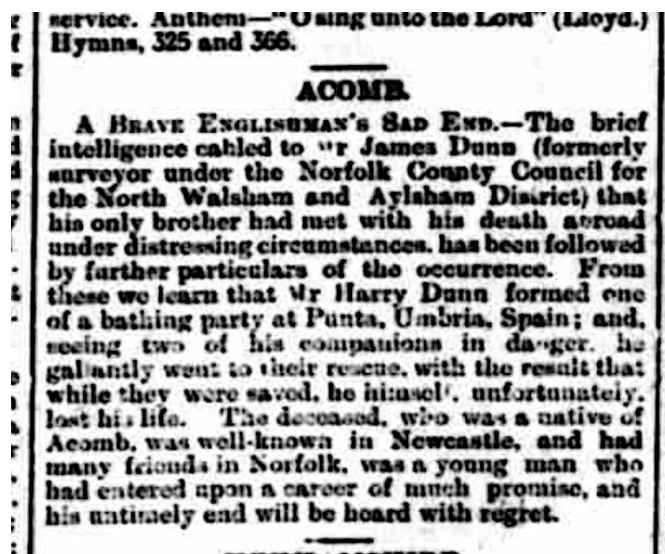 service. Anthem—"O sing unto the Lord" (Lloyd.)
Hymns, 325 and 366.
ACOMB.
A BRAVE ENGLISHMAN'S SAD END.—The brief
intelligence cabled to Mr James Dunn (formerly
surveyor under the Norfolk County Council for
the North Walsham and Aylsham District) that
his only brother had met with his death abroad
under distressing circumstances, has been followed
by further particulars of the occurrence. From
these we learn that Mr Harry Dunn formed one
of a bathing party at Punta, Umbria, Spain; and,
seeing two of his companions in danger, he
gallantly went to their rescue, with the result that
while they were saved, he himself, unfortunately,
lost his life. The deceased, who was a native of
Acomb, was well-known in Newcastle, and had
many friends in Norfolk, was a young man who
had entered upon a career of much promise, and
his untimely end will be heard with regret.